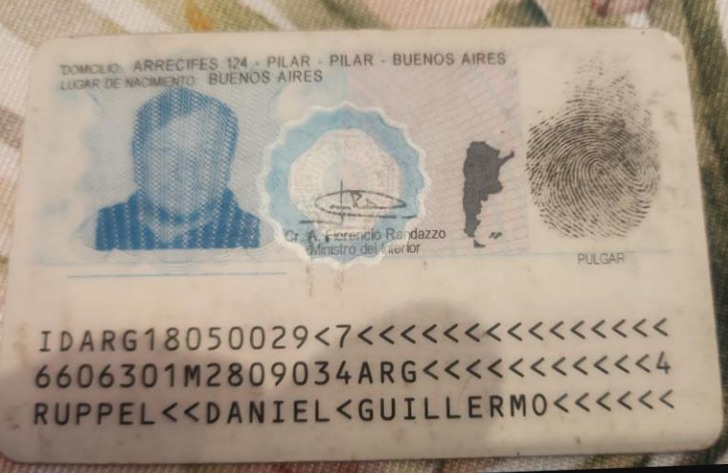 DOMICILIO: ARRECIFES 124 - PILAR - PILAR - BUENOS AIRES
LUGAR DE NACIMIENTO: BUENOS AIRES
Cr. A. Florencio Randazzo
Ministro del Interior
PULGAR
IDARG18050029<7<<<<<<<<<<<<<<<
6606301M2809034ARG<<<<<<<<<<<4
RUPPEL<<DANIEL<GUILLERMO<<<<<<